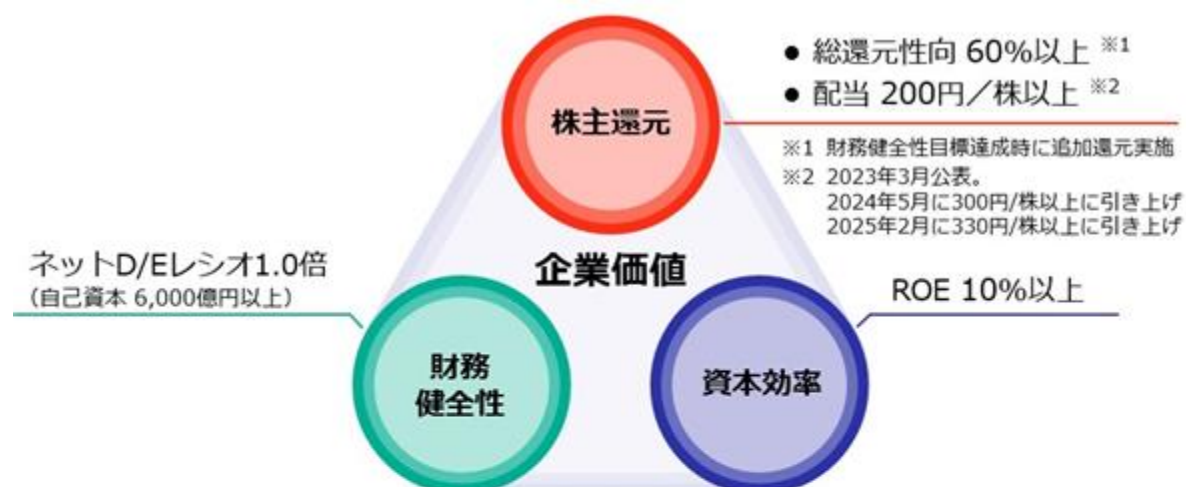 ● 総還元性向 60%以上 ※1
● 配当 200円／株以上 ※2
株主還元
※1 財務健全性目標達成時に追加還元実施
※2 2023年3月公表。
2024年5月に300円/株以上に引き上げ
2025年2月に330円/株以上に引き上げ
企業価値
ネットD/Eレシオ1.0倍
（自己資本 6,000億円以上）
ROE 10%以上
財務
健全性
資本効率